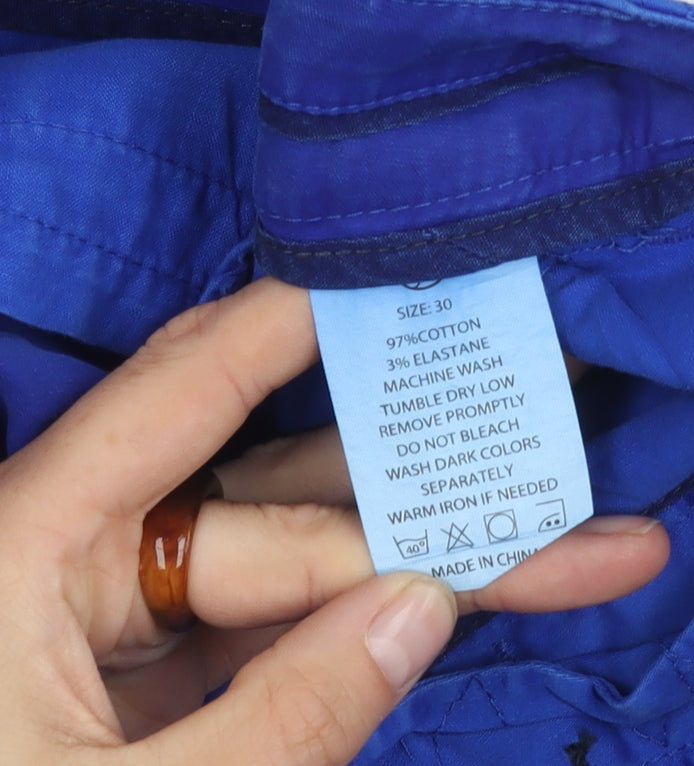 SIZE: 30
97%COTTON
3% ELASTANE
MACHINE WASH
TUMBLE DRY LOW
REMOVE PROMPTLY
DO NOT BLEACH
WASH DARK COLORS
SEPARATELY
WARM IRON IF NEEDED
40°
MADE IN CHINA